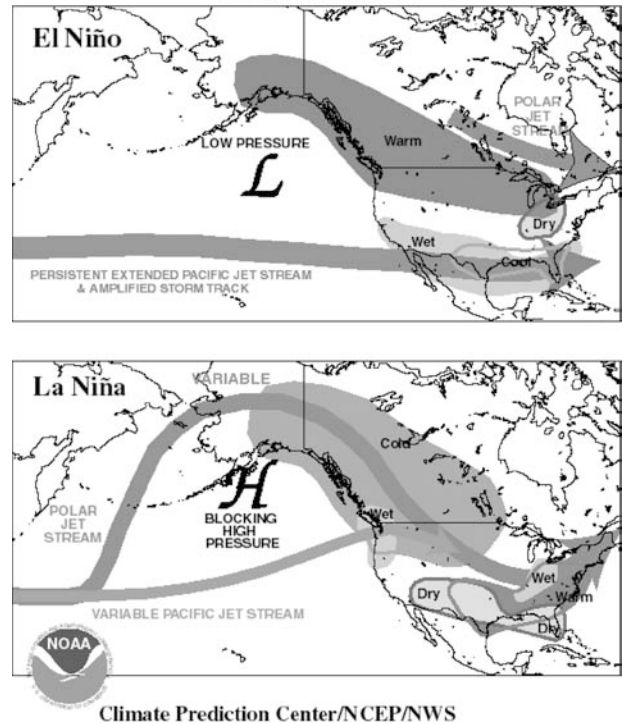 El Niño
POLAR
JET
STREAM
LOW PRESSURE
L
Warm
Dry
Wet
Cool
PERSISTENT EXTENDED PACIFIC JET STREAM
& AMPLIFIED STORM TRACK
La Niña
VARIABLE
Cold
H
Wet
BLOCKING
HIGH
PRESSURE
POLAR
JET
STREAM
Wet
Dry
Warm
VARIABLE PACIFIC JET STREAM
Dry
NOAA
Climate Prediction Center/NCEP/NWS